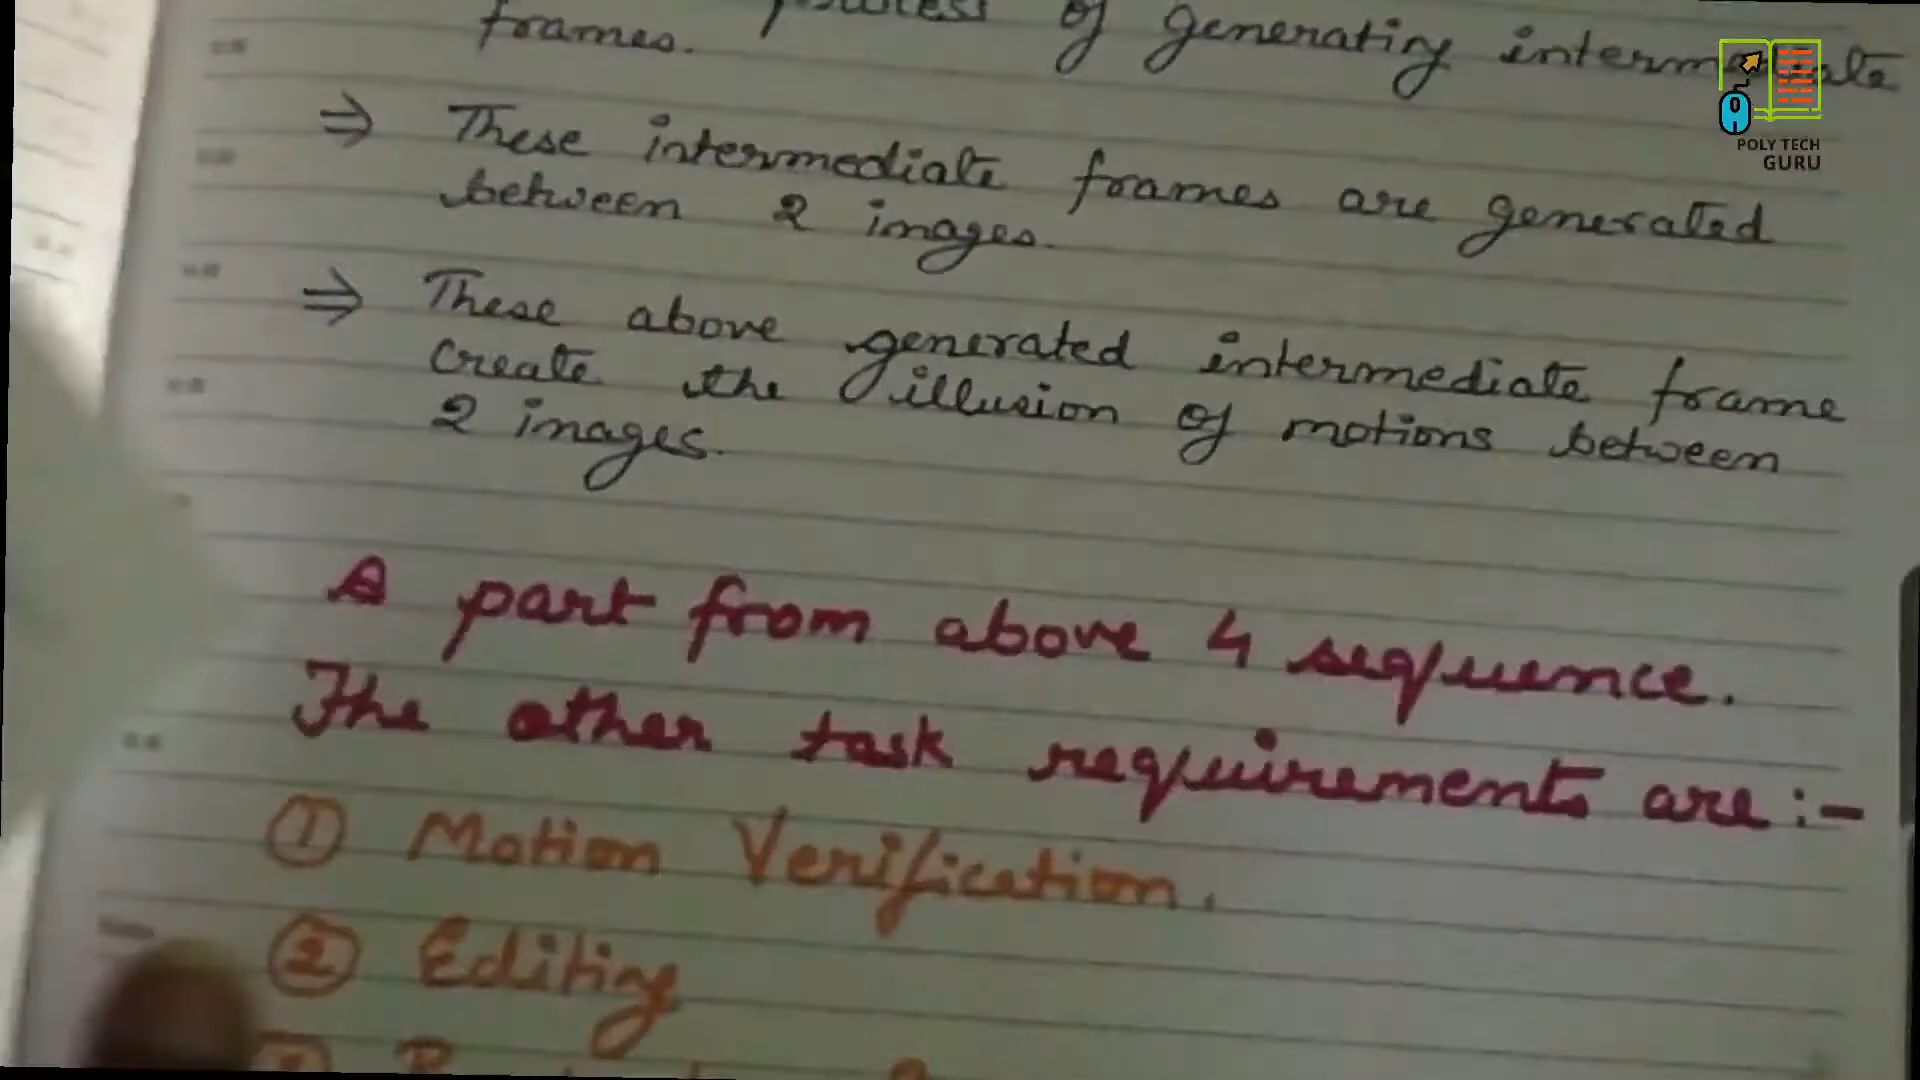 process of generating intermediate
frames.
⇒ These intermediate frames are generated
between 2 images.
⇒ These above generated intermediate frame
create the illusion of motions between
2 images.
A part from above 4 sequence.
The other task requirements are :-
① Motion Verification.
② Editing
POLY TECH
GURU